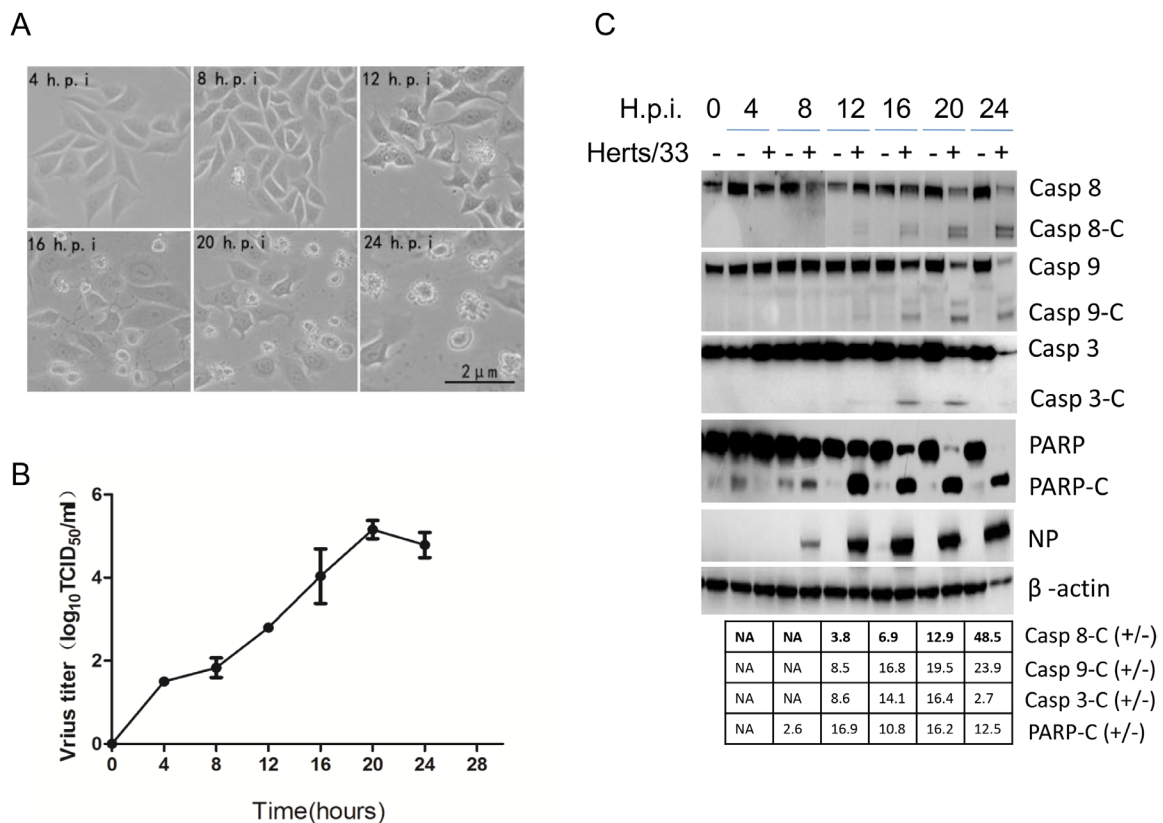 A
4 h.p.i
8 h.p.i
12 h.p.i
16 h.p.i
20 h.p.i
24 h.p.i
2 μm
B
Vrius titer (log10TCID50/ml)
6
4
2
0
0 4 8 12 16 20 24 28
Time(hours)
C
H.p.i. 0 4 8 12 16 20 24
Herts/33 - - + - + - + - + - + - +
Casp 8
Casp 8-C
Casp 9
Casp 9-C
Casp 3
Casp 3-C
PARP
PARP-C
NP
β -actin
NA NA 3.8 6.9 12.9 48.5 Casp 8-C (+/-)
NA NA 8.5 16.8 19.5 23.9 Casp 9-C (+/-)
NA NA 8.6 14.1 16.4 2.7 Casp 3-C (+/-)
NA 2.6 16.9 10.8 16.2 12.5 PARP-C (+/-)